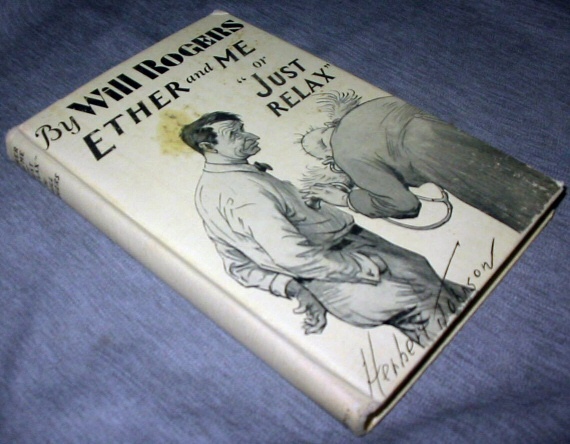 By Will Rogers
ETHER and ME
"or
JUST
RELAX"
Herbert Johnson